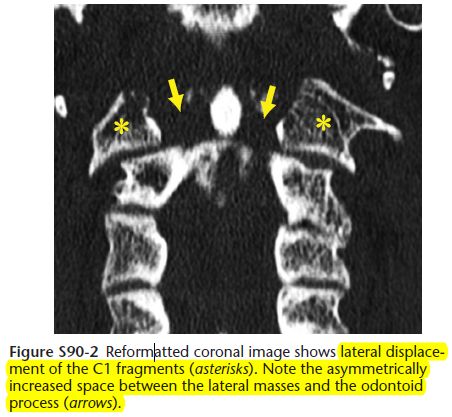 Figure S90-2 Reformatted coronal image shows lateral displace-
ment of the C1 fragments (asterisks). Note the asymmetrically
increased space between the lateral masses and the odontoid
process (arrows).